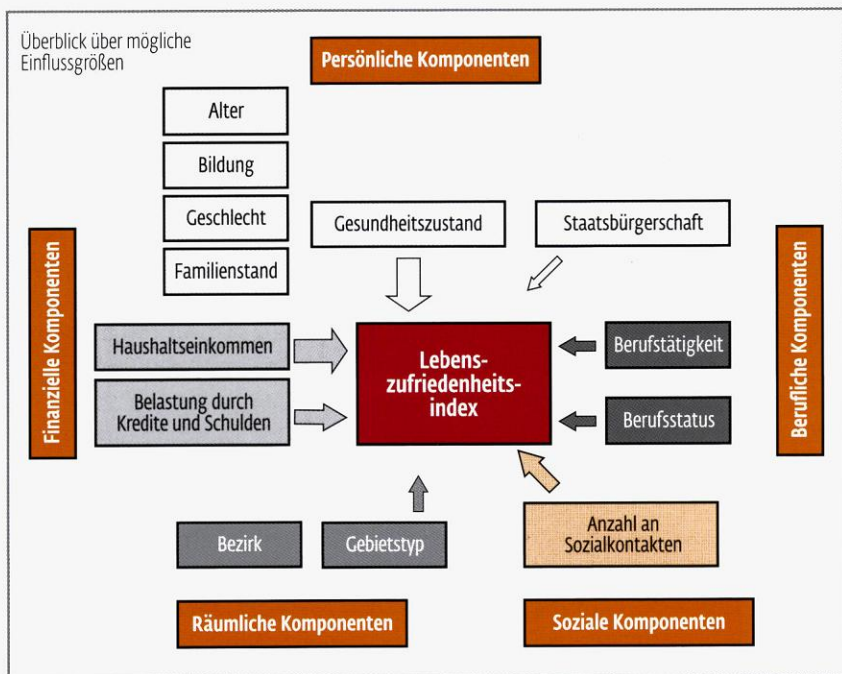 Überblick über mögliche
Einflussgrößen
Persönliche Komponenten
Alter
Bildung
Geschlecht
Familienstand
Gesundheitszustand
Staatsbürgerschaft
Finanzielle Komponenten
Haushaltseinkommen
Belastung durch
Kredite und Schulden
Lebens-
zufriedenheits-
index
Berufstätigkeit
Berufsstatus
Berufliche Komponenten
Bezirk
Gebietstyp
Anzahl an
Sozialkontakten
Räumliche Komponenten
Soziale Komponenten